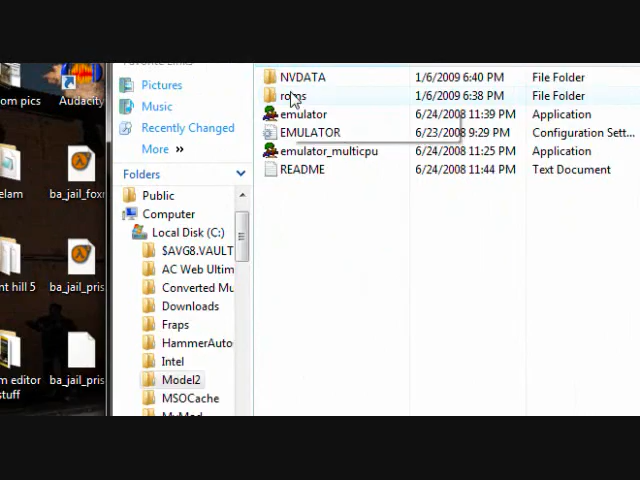 NVDATA 1/6/2009 6:40 PM File Folder
1/6/2009 6:38 PM File Folder
emulator 6/24/2008 11:39 PM Application
EMULATOR 6/23/2008 9:29 PM Configuration Sett...
emulator_multicpu 6/24/2008 11:25 PM Application
README 6/24/2008 11:44 PM Text Document
Pictures
Music
Recently Changed
More »
Folders
Public
Computer
Local Disk (C:)
$AVG8.VAULT
AC Web Ultim
Converted Mu
Downloads
Fraps
HammerAuto
Intel
Model2
MSOCache
om pics Audacity
elam ba_jail_foxr
nt hill 5 ba_jail_pris
m editor ba_jail_pris
stuff